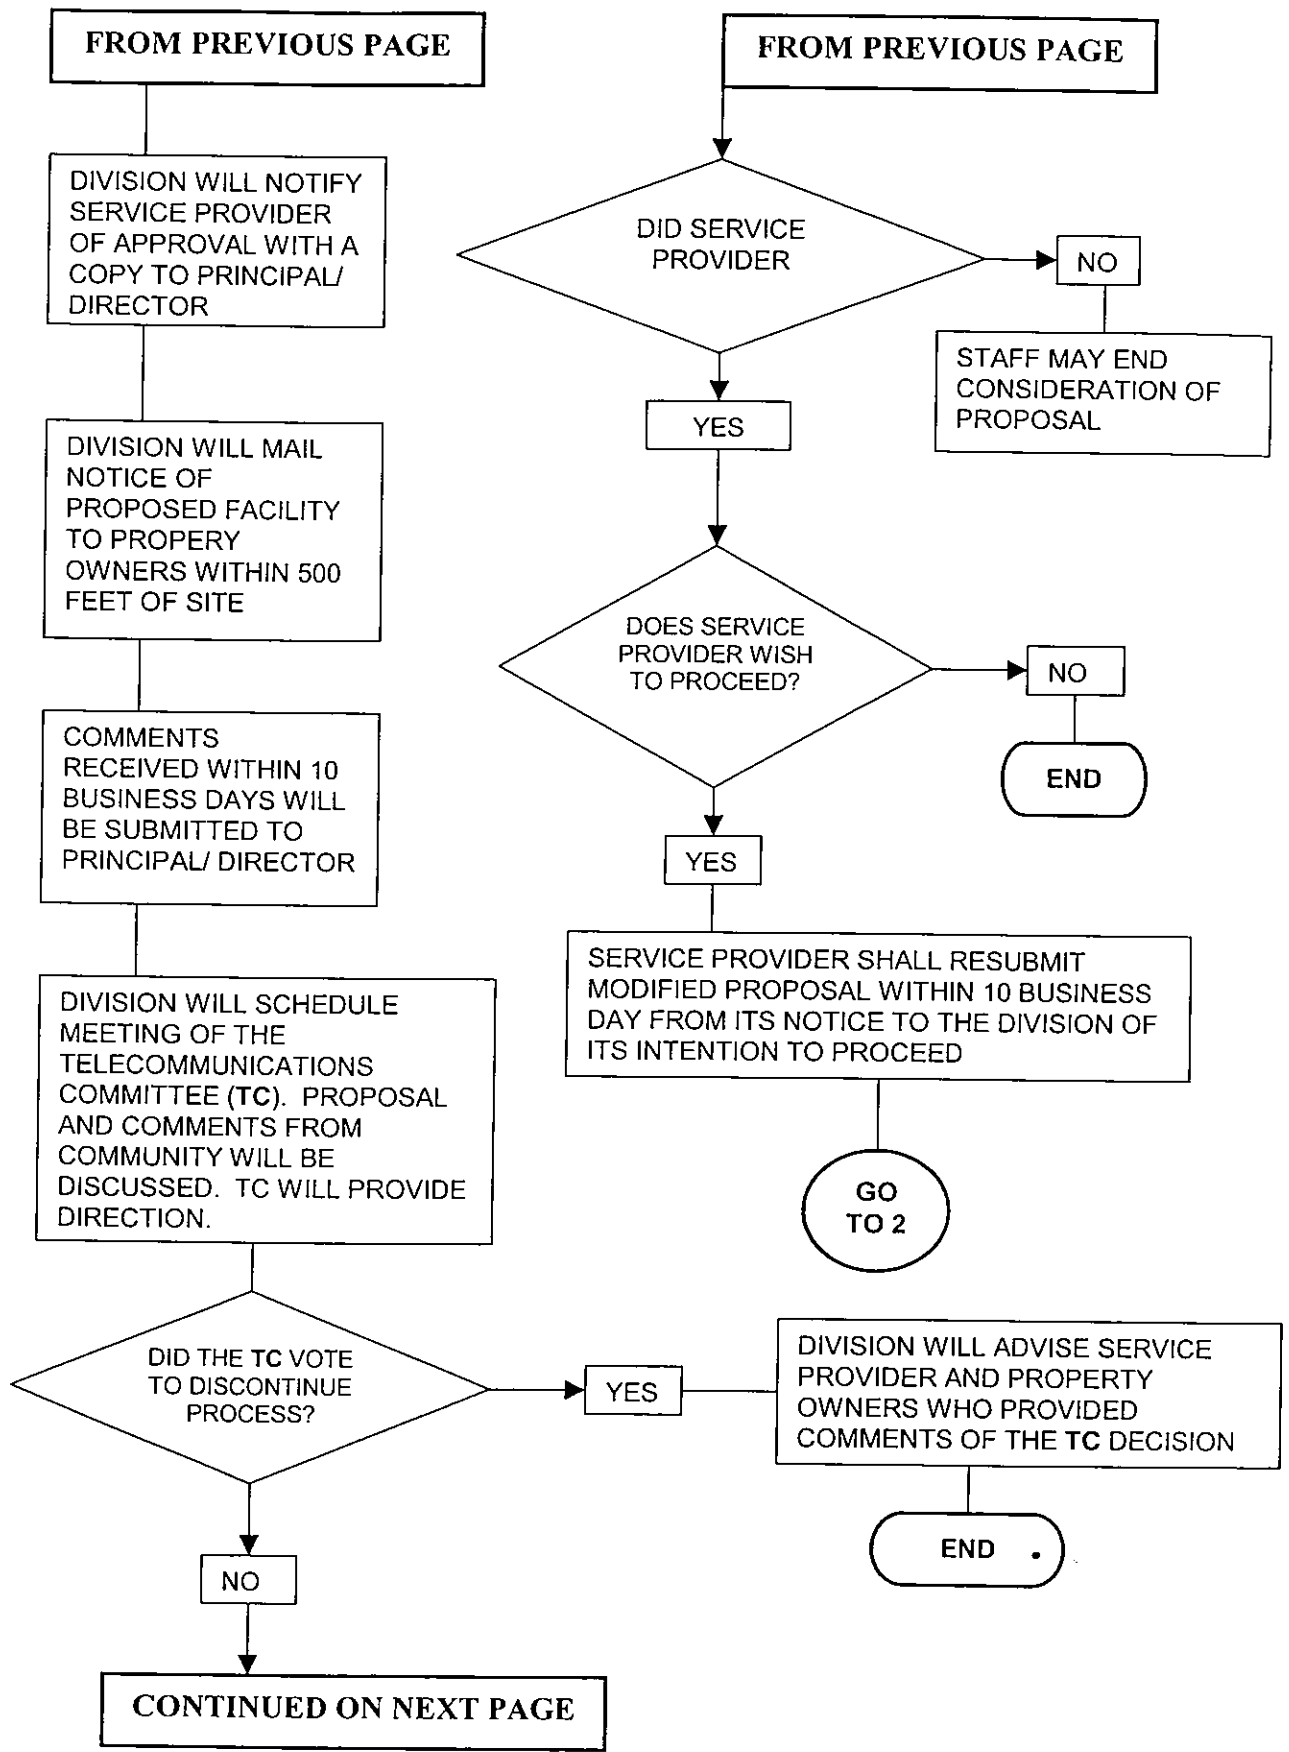 FROM PREVIOUS PAGE
DIVISION WILL NOTIFY
SERVICE PROVIDER
OF APPROVAL WITH A
COPY TO PRINCIPAL/
DIRECTOR
DIVISION WILL MAIL
NOTICE OF
PROPOSED FACILITY
TO PROPERY
OWNERS WITHIN 500
FEET OF SITE
COMMENTS
RECEIVED WITHIN 10
BUSINESS DAYS WILL
BE SUBMITTED TO
PRINCIPAL/ DIRECTOR
DIVISION WILL SCHEDULE
MEETING OF THE
TELECOMMUNICATIONS
COMMITTEE (TC). PROPOSAL
AND COMMENTS FROM
COMMUNITY WILL BE
DISCUSSED. TC WILL PROVIDE
DIRECTION.
DID THE TC VOTE
TO DISCONTINUE
PROCESS?
YES
DIVISION WILL ADVISE SERVICE
PROVIDER AND PROPERTY
OWNERS WHO PROVIDED
COMMENTS OF THE TC DECISION
END
NO
CONTINUED ON NEXT PAGE
FROM PREVIOUS PAGE
DID SERVICE
PROVIDER
NO
STAFF MAY END
CONSIDERATION OF
PROPOSAL
YES
DOES SERVICE
PROVIDER WISH
TO PROCEED?
NO
END
YES
SERVICE PROVIDER SHALL RESUBMIT
MODIFIED PROPOSAL WITHIN 10 BUSINESS
DAY FROM ITS NOTICE TO THE DIVISION OF
ITS INTENTION TO PROCEED
GO
TO 2